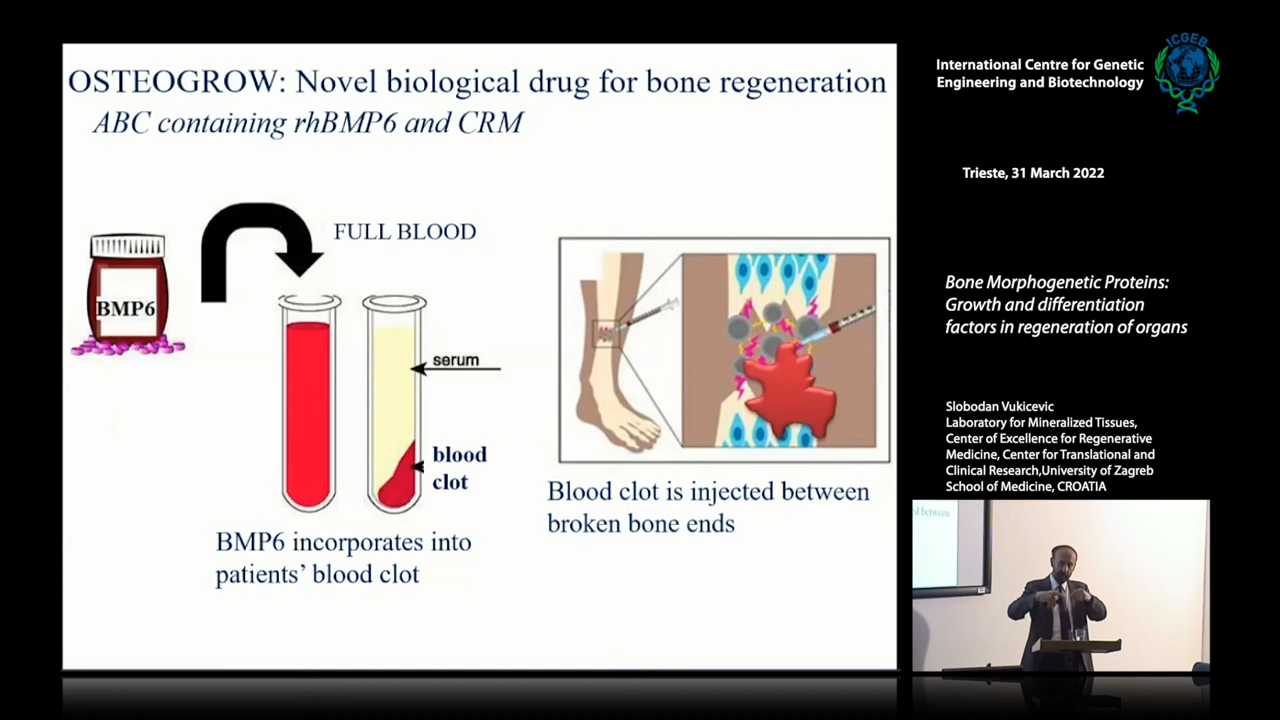 OSTEOGROW: Novel biological drug for bone regeneration
ABC containing rhBMP6 and CRM
BMP6
FULL BLOOD
serum
blood
clot
BMP6 incorporates into
patients’ blood clot
Blood clot is injected between
broken bone ends
International Centre for Genetic
Engineering and Biotechnology
ICGEB
Trieste, 31 March 2022
Bone Morphogenetic Proteins:
Growth and differentiation
factors in regeneration of organs
Slobodan Vukicevic
Laboratory for Mineralized Tissues,
Center of Excellence for Regenerative
Medicine, Center for Translational and
Clinical Research,University of Zagreb
School of Medicine, CROATIA
d between